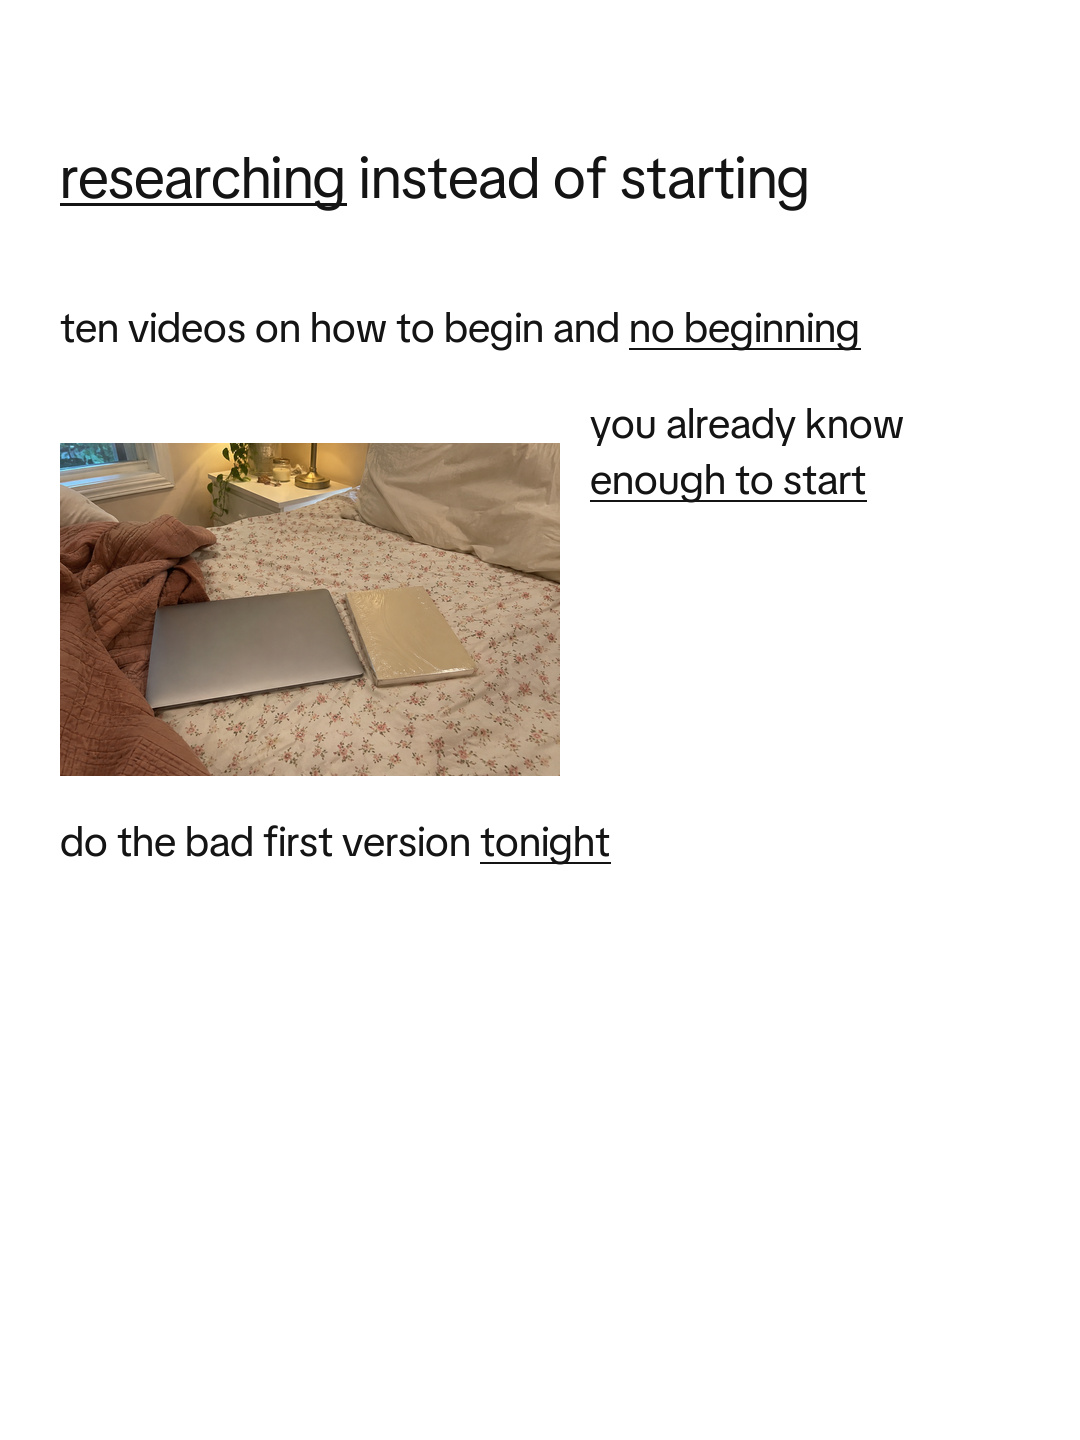 researching instead of starting
ten videos on how to begin and no beginning
you already know
enough to start
do the bad first version tonight